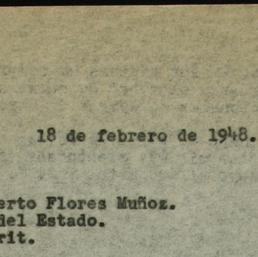 18 de febrero de 1948.
erto Flores Muñoz.
del Estado.
rit.